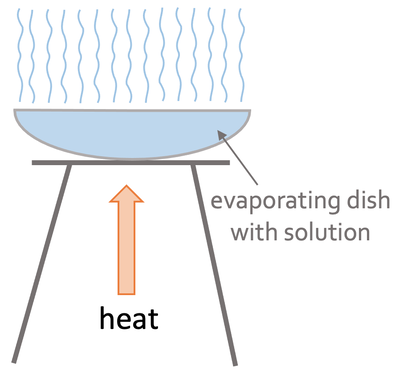 evaporating dish
with solution
heat